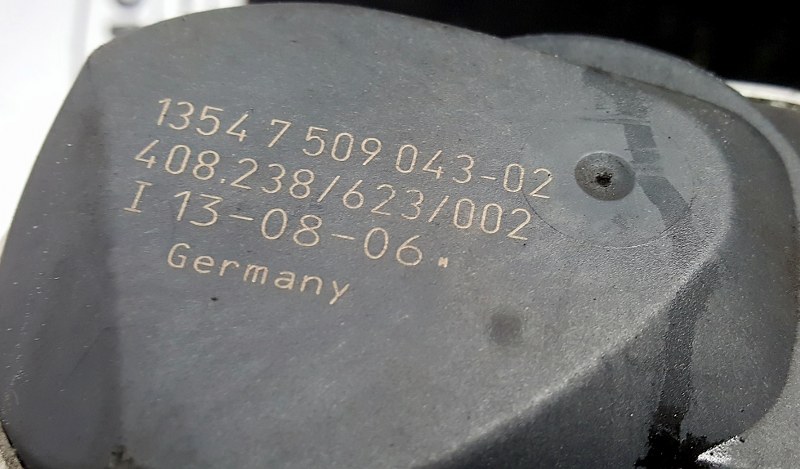 1354 7 509 043-02
408.238/623/002
I 13-08-06*
Germany